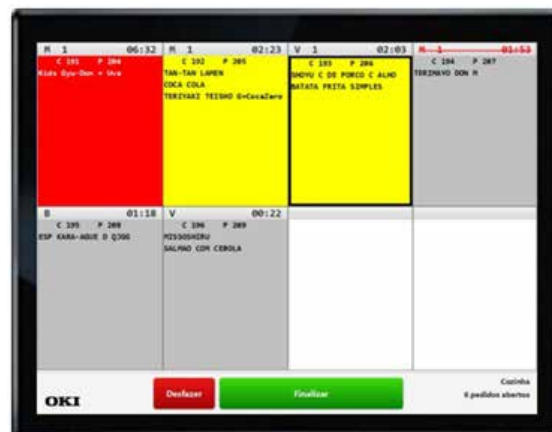 M 1 06:32
C 191 P 204
Kids Gyu-Don + Uva
M 1 02:23
C 192 P 205
TAN-TAN LAMEN
COCA COLA
TERIYAKI TEISHO G+CocaZero
V 1 02:03
C 193 P 206
SHOYU C DE PORCO C ALHO
BATATA FRITA SIMPLES
M 1 01:53
C 194 P 207
TERIMAYO DON M
B 01:18
C 195 P 208
ESP KARA-AGUE D QJGG
V 00:22
C 196 P 209
MISSOSHIRU
SALMAO COM CEBOLA
OKI
Desfazer
Finalizar
Cozinha
6 pedidos abertos